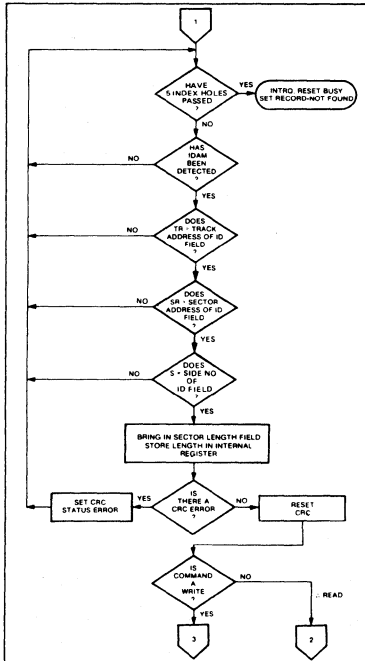 1
HAVE
5 INDEX HOLES
PASSED
?
YES
INTRQ. RESET BUSY
SET RECORD-NOT FOUND
NO
HAS
IDAM
BEEN
DETECTED
?
NO
YES
DOES
TR = TRACK
ADDRESS OF ID
FIELD
?
NO
YES
DOES
SR = SECTOR
ADDRESS OF ID
FIELD
?
NO
YES
DOES
S = SIDE NO
OF
ID FIELD
?
NO
YES
BRING IN SECTOR LENGTH FIELD
STORE LENGTH IN INTERNAL
REGISTER
IS
THERE A
CRC ERROR
?
YES
SET CRC
STATUS ERROR
NO
RESET
CRC
IS
COMMAND
A
WRITE
?
NO
∴ READ
YES
3
2